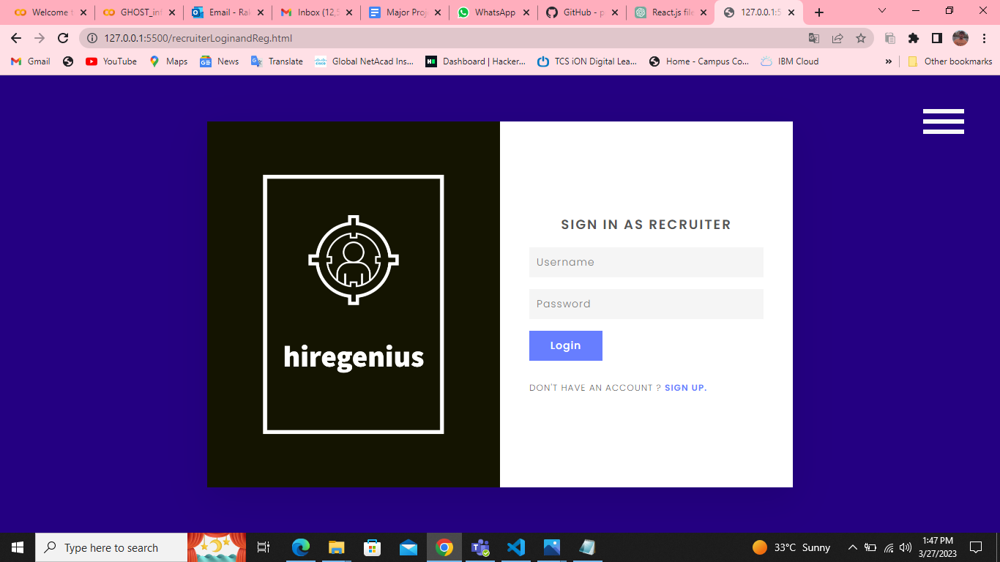 Welcome t
GHOST_inf
Email - Ral
Inbox (12,5
Major Proj
WhatsApp
GitHub - p
React.js file
127.0.0.1:5
127.0.0.1:5500/recruiterLoginandReg.html
Gmail
YouTube
Maps
News
Translate
Global NetAcad Ins...
Dashboard | Hacker...
TCS iON Digital Lea...
Home - Campus Co...
IBM Cloud
»
Other bookmarks
hiregenius
SIGN IN AS RECRUITER
Username
Password
Login
DON'T HAVE AN ACCOUNT ? SIGN UP.
Type here to search
33°C Sunny
1:47 PM
3/27/2023